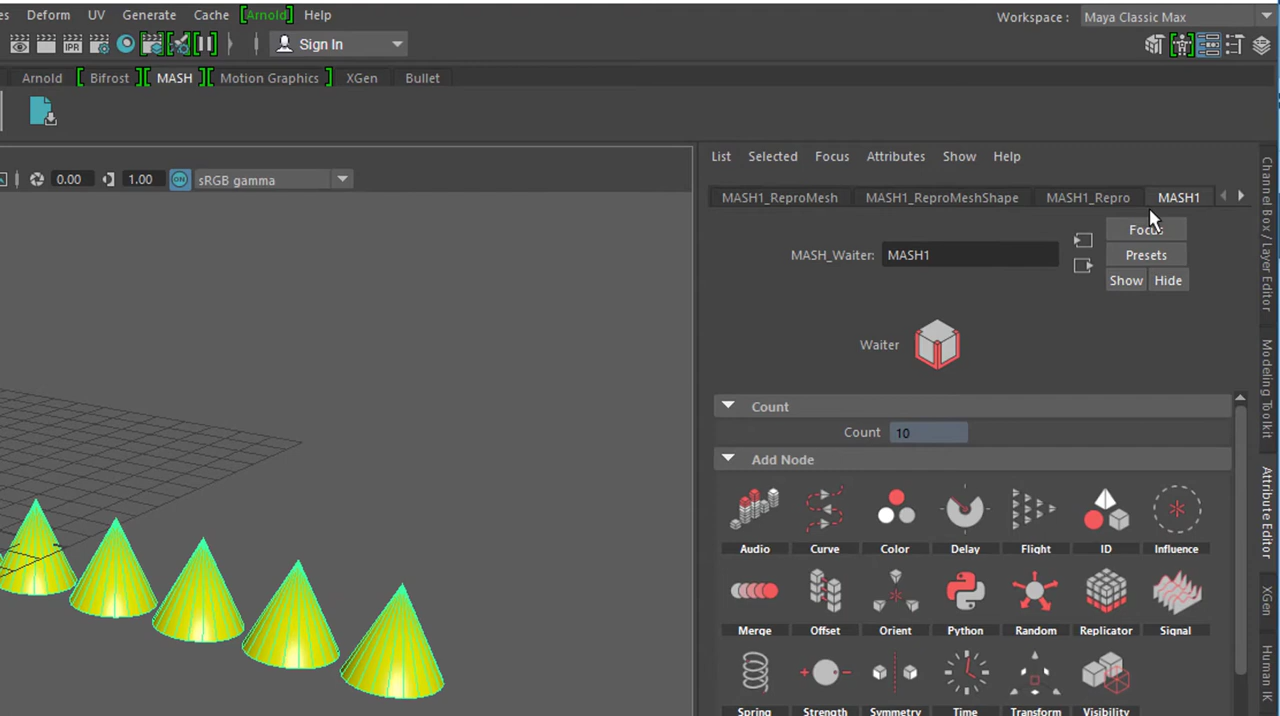 es Deform UV Generate Cache Arnold Help
Workspace : Maya Classic Max
IPR Sign In
Arnold Bifrost MASH Motion Graphics XGen Bullet
List Selected Focus Attributes Show Help
0.00 1.00 ON sRGB gamma
MASH1_ReproMesh MASH1_ReproMeshShape MASH1_Repro MASH1
Focus
MASH_Waiter: MASH1 Presets
Show Hide
Waiter
Count
Count 10
Add Node
Audio Curve Color Delay Flight ID Influence
Merge Offset Orient Python Random Replicator Signal
Spring Strength Symmetry Time Transform Visibility
Channel Box / Layer Editor
Modeling Toolkit
Attribute Editor
XGen
Human IK